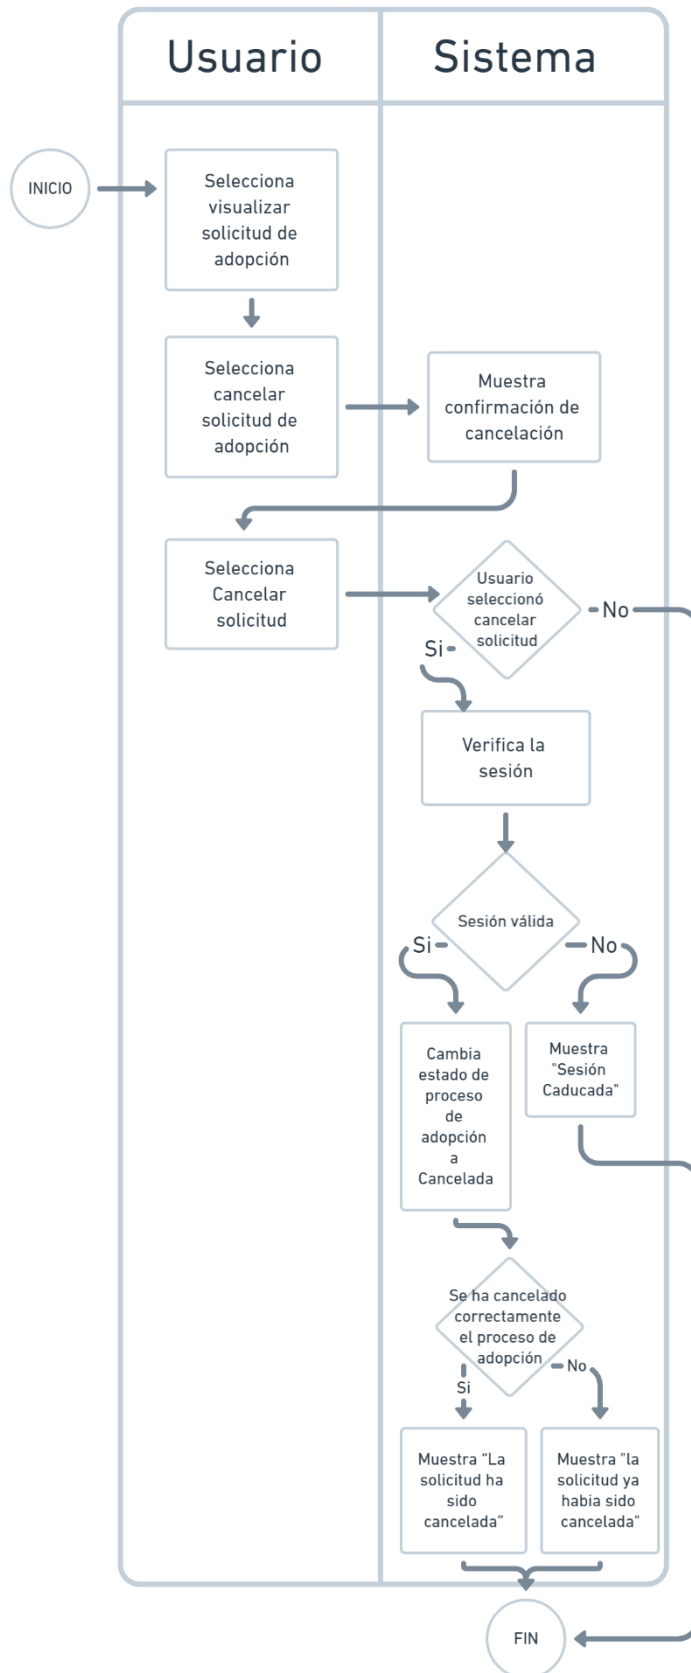 Usuario
Sistema
INICIO
Selecciona
visualizar
solicitud de
adopción
Selecciona
cancelar
solicitud de
adopción
Muestra
confirmación de
cancelación
Selecciona
Cancelar
solicitud
Usuario
seleccionó
cancelar
solicitud
No
Si
Verifica la
sesión
Sesión válida
Si
No
Cambia
estado de
proceso
de
adopción
a
Cancelada
Muestra
"Sesión
Caducada"
Se ha cancelado
correctamente
el proceso de
adopción
Si
No
Muestra “La
solicitud ha
sido
cancelada”
Muestra "la
solicitud ya
habia sido
cancelada"
FIN